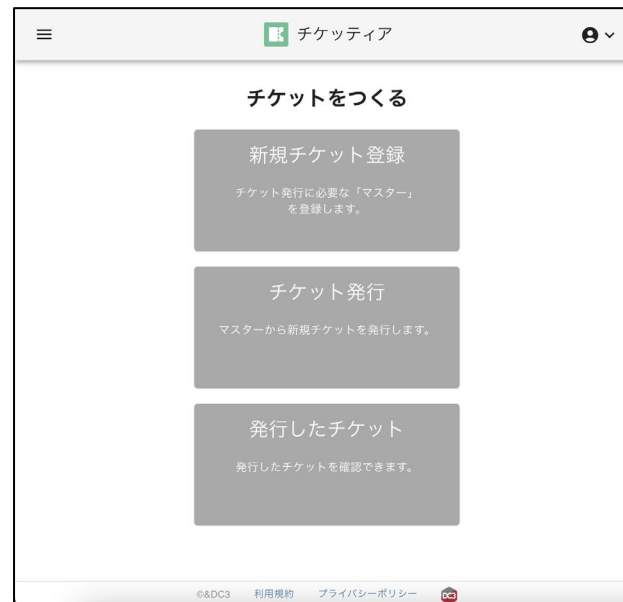 チケッティア
チケットをつくる
新規チケット登録
チケット発行に必要な「マスター」
を登録します。
チケット発行
マスターから新規チケットを発行します。
発行したチケット
発行したチケットを確認できます。
©&DC3 利用規約 プライバシーポリシー DC3